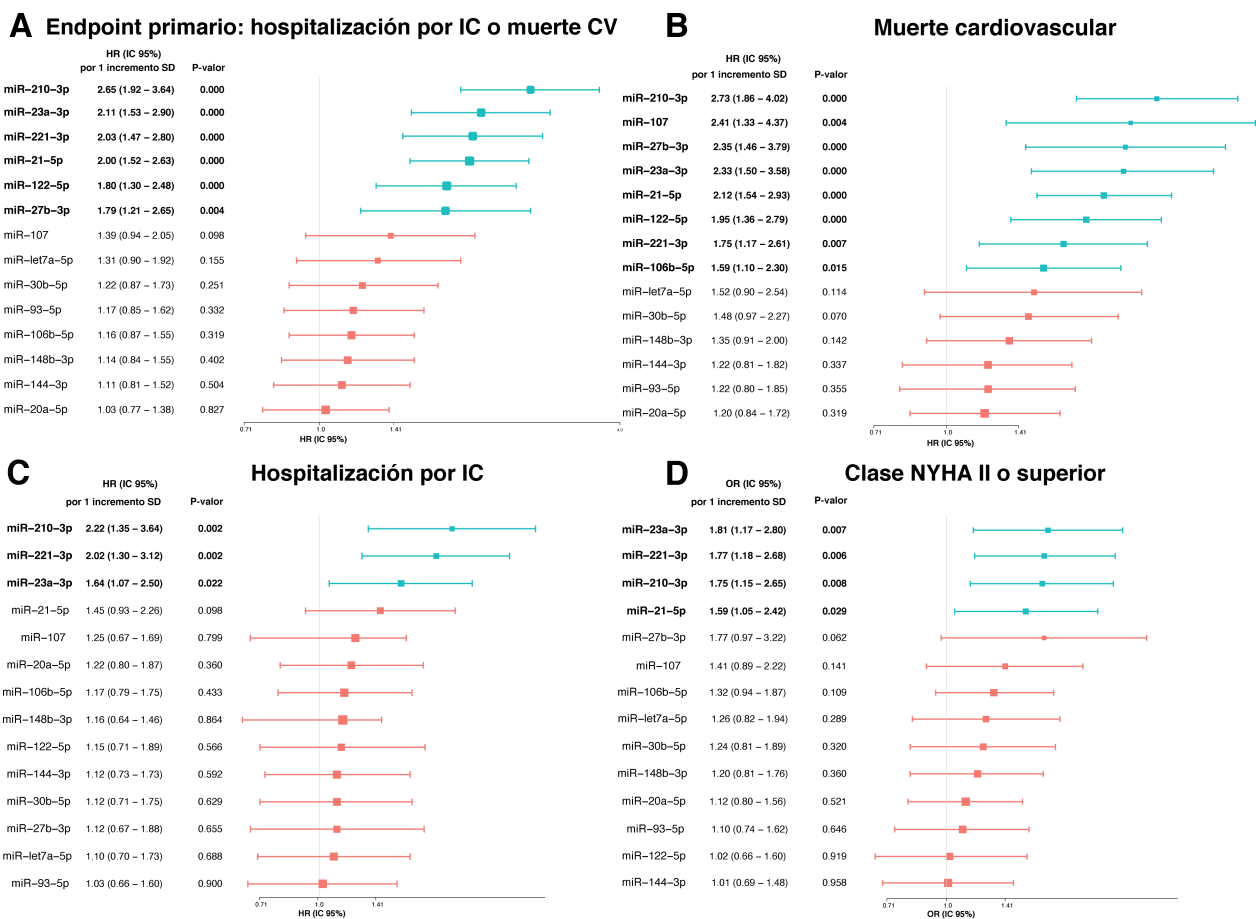 A Endpoint primario: hospitalización por IC o muerte CV
HR (IC 95%)
por 1 incremento SD P-valor
miR−210−3p 2.65 (1.92 − 3.64) 0.000
miR−23a−3p 2.11 (1.53 − 2.90) 0.000
miR−221−3p 2.03 (1.47 − 2.80) 0.000
miR−21−5p 2.00 (1.52 − 2.63) 0.000
miR−122−5p 1.80 (1.30 − 2.48) 0.000
miR−27b−3p 1.79 (1.21 − 2.65) 0.004
miR−107 1.39 (0.94 − 2.05) 0.098
miR−let7a−5p 1.31 (0.90 − 1.92) 0.155
miR−30b−5p 1.22 (0.87 − 1.73) 0.251
miR−93−5p 1.17 (0.85 − 1.62) 0.332
miR−106b−5p 1.16 (0.87 − 1.55) 0.319
miR−148b−3p 1.14 (0.84 − 1.55) 0.402
miR−144−3p 1.11 (0.81 − 1.52) 0.504
miR−20a−5p 1.03 (0.77 − 1.38) 0.827
0.71 1.0 1.41 4.0
HR (IC 95%)
B Muerte cardiovascular
HR (IC 95%)
por 1 incremento SD P-valor
miR−210−3p 2.73 (1.86 − 4.02) 0.000
miR−107 2.41 (1.33 − 4.37) 0.004
miR−27b−3p 2.35 (1.46 − 3.79) 0.000
miR−23a−3p 2.33 (1.50 − 3.58) 0.000
miR−21−5p 2.12 (1.54 − 2.93) 0.000
miR−122−5p 1.95 (1.36 − 2.79) 0.000
miR−221−3p 1.75 (1.17 − 2.61) 0.007
miR−106b−5p 1.59 (1.10 − 2.30) 0.015
miR−let7a−5p 1.52 (0.90 − 2.54) 0.114
miR−30b−5p 1.48 (0.97 − 2.27) 0.070
miR−148b−3p 1.35 (0.91 − 2.00) 0.142
miR−144−3p 1.22 (0.81 − 1.82) 0.337
miR−93−5p 1.22 (0.80 − 1.85) 0.355
miR−20a−5p 1.20 (0.84 − 1.72) 0.319
0.71 1.0 1.41
HR (IC 95%)
C Hospitalización por IC
HR (IC 95%)
por 1 incremento SD P-valor
miR−210−3p 2.22 (1.35 − 3.64) 0.002
miR−221−3p 2.02 (1.30 − 3.12) 0.002
miR−23a−3p 1.64 (1.07 − 2.50) 0.022
miR−21−5p 1.45 (0.93 − 2.26) 0.098
miR−107 1.25 (0.67 − 1.69) 0.799
miR−20a−5p 1.22 (0.80 − 1.87) 0.360
miR−106b−5p 1.17 (0.79 − 1.75) 0.433
miR−148b−3p 1.16 (0.64 − 1.46) 0.864
miR−122−5p 1.15 (0.71 − 1.89) 0.566
miR−144−3p 1.12 (0.73 − 1.73) 0.592
miR−30b−5p 1.12 (0.71 − 1.75) 0.629
miR−27b−3p 1.12 (0.67 − 1.88) 0.655
miR−let7a−5p 1.10 (0.70 − 1.73) 0.688
miR−93−5p 1.03 (0.66 − 1.60) 0.900
0.71 1.0 1.41
HR (IC 95%)
D Clase NYHA II o superior
OR (IC 95%)
por 1 incremento SD P-valor
miR−23a−3p 1.81 (1.17 − 2.80) 0.007
miR−221−3p 1.77 (1.18 − 2.68) 0.006
miR−210−3p 1.75 (1.15 − 2.65) 0.008
miR−21−5p 1.59 (1.05 − 2.42) 0.029
miR−27b−3p 1.77 (0.97 − 3.22) 0.062
miR−107 1.41 (0.89 − 2.22) 0.141
miR−106b−5p 1.32 (0.94 − 1.87) 0.109
miR−let7a−5p 1.26 (0.82 − 1.94) 0.289
miR−30b−5p 1.24 (0.81 − 1.89) 0.320
miR−148b−3p 1.20 (0.81 − 1.76) 0.360
miR−20a−5p 1.12 (0.80 − 1.56) 0.521
miR−93−5p 1.10 (0.74 − 1.62) 0.646
miR−122−5p 1.02 (0.66 − 1.60) 0.919
miR−144−3p 1.01 (0.69 − 1.48) 0.958
0.71 1.0 1.41
OR (IC 95%)